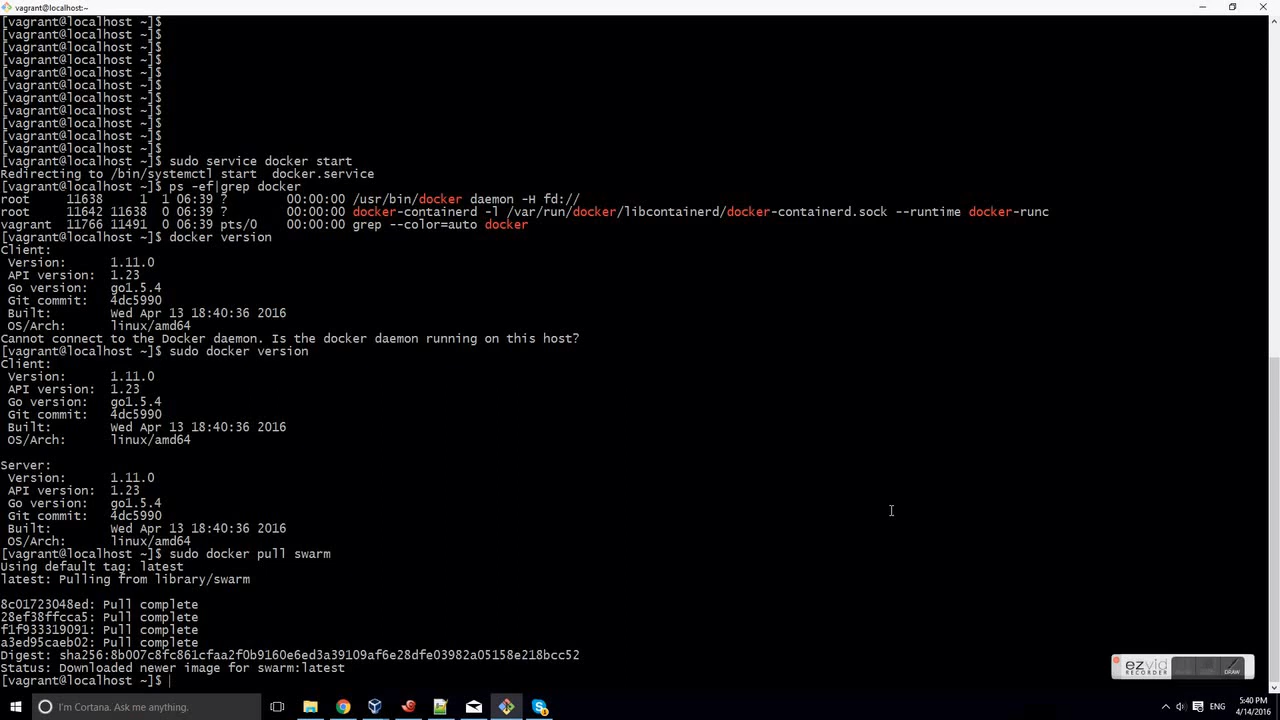 vagrant@localhost:~
[vagrant@localhost ~]$
[vagrant@localhost ~]$
[vagrant@localhost ~]$
[vagrant@localhost ~]$
[vagrant@localhost ~]$
[vagrant@localhost ~]$
[vagrant@localhost ~]$
[vagrant@localhost ~]$
[vagrant@localhost ~]$
[vagrant@localhost ~]$
[vagrant@localhost ~]$
[vagrant@localhost ~]$ sudo service docker start
Redirecting to /bin/systemctl start  docker.service
[vagrant@localhost ~]$ ps -ef|grep docker
root     11638     1  1 06:39 ?        00:00:00 /usr/bin/docker daemon -H fd://
root     11642 11638  0 06:39 ?        00:00:00 docker-containerd -l /var/run/docker/libcontainerd/docker-containerd.sock --runtime docker-runc
vagrant  11766 11491  0 06:39 pts/0    00:00:00 grep --color=auto docker
[vagrant@localhost ~]$ docker version
Client:
 Version:      1.11.0
 API version:  1.23
 Go version:   go1.5.4
 Git commit:   4dc5990
 Built:        Wed Apr 13 18:40:36 2016
 OS/Arch:      linux/amd64
Cannot connect to the Docker daemon. Is the docker daemon running on this host?
[vagrant@localhost ~]$ sudo docker version
Client:
 Version:      1.11.0
 API version:  1.23
 Go version:   go1.5.4
 Git commit:   4dc5990
 Built:        Wed Apr 13 18:40:36 2016
 OS/Arch:      linux/amd64
Server:
 Version:      1.11.0
 API version:  1.23
 Go version:   go1.5.4
 Git commit:   4dc5990
 Built:        Wed Apr 13 18:40:36 2016
 OS/Arch:      linux/amd64
[vagrant@localhost ~]$ sudo docker pull swarm
Using default tag: latest
latest: Pulling from library/swarm
8c01723048ed: Pull complete
28ef38ffcca5: Pull complete
f1f933319091: Pull complete
a3ed95caeb02: Pull complete
Digest: sha256:8b007c8fc861cfaa2f0b9160e6ed3a39109af6e28dfe03982a05158e218bcc52
Status: Downloaded newer image for swarm:latest
[vagrant@localhost ~]$
ezvid
RECORDER
DRAW
I'm Cortana. Ask me anything.
ENG
5:40 PM
4/14/2016